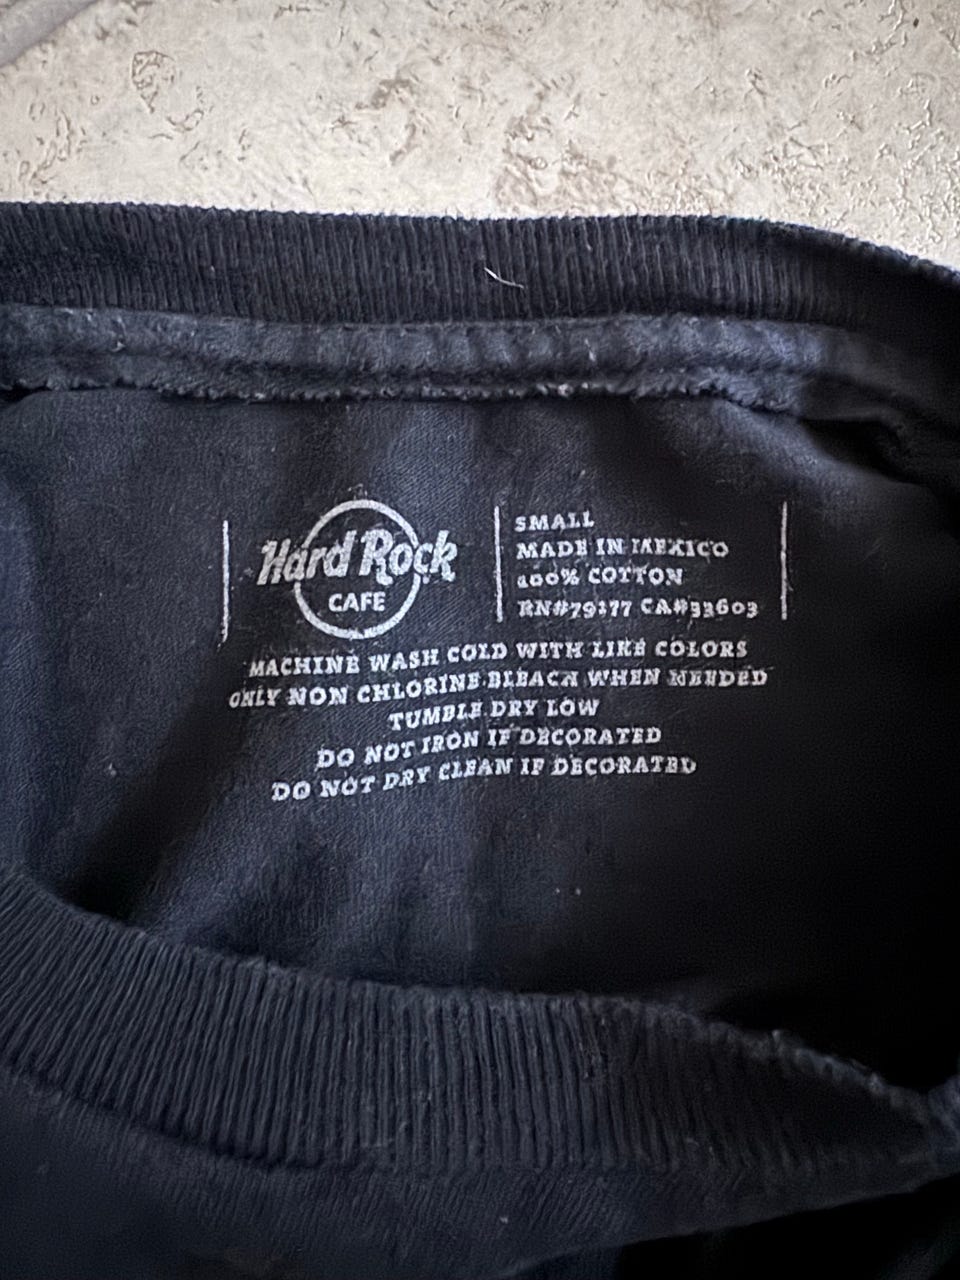 Hard Rock
CAFE
SMALL
MADE IN MEXICO
100% COTTON
RN#79177 CA#33603
MACHINE WASH COLD WITH LIKE COLORS
ONLY NON CHLORINE BLEACH WHEN NEEDED
TUMBLE DRY LOW
DO NOT IRON IF DECORATED
DO NOT DRY CLEAN IF DECORATED